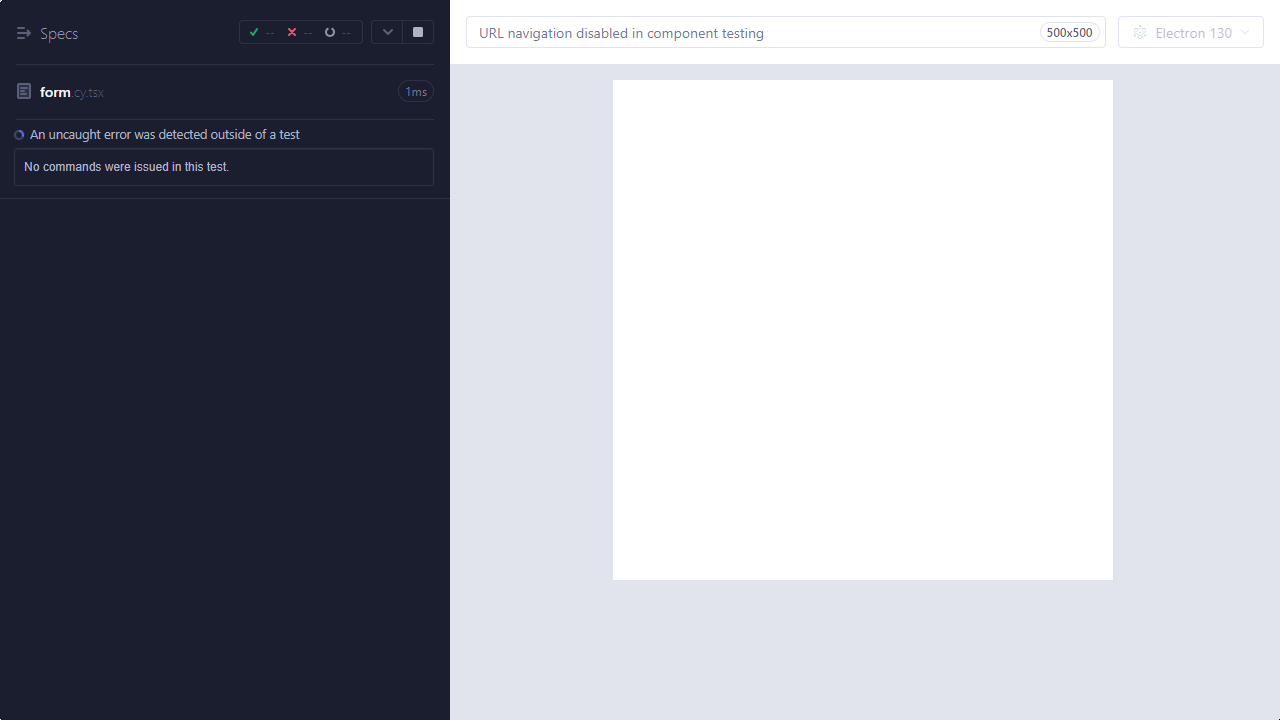 Specs
-- -- --
form.cy.tsx
1ms
An uncaught error was detected outside of a test
No commands were issued in this test.
URL navigation disabled in component testing
500x500
Electron 130